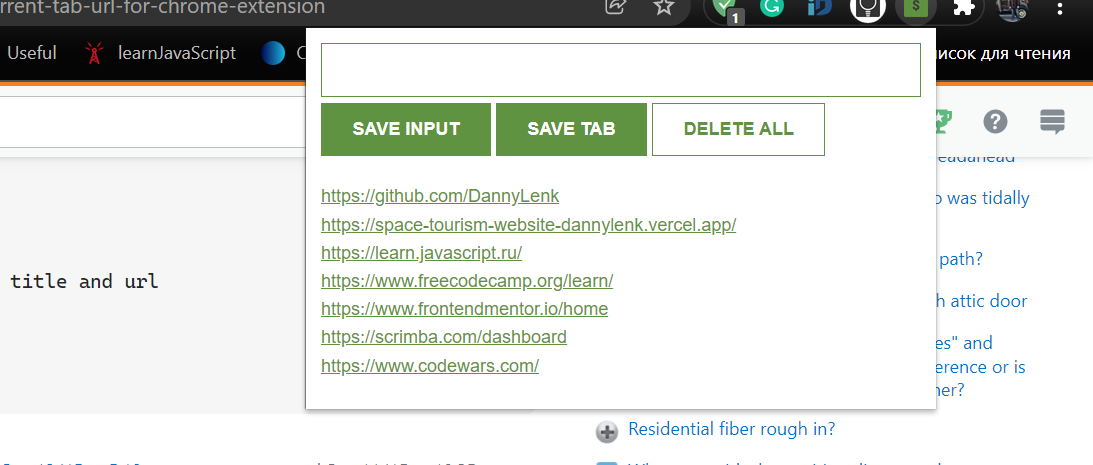 rrent-tab-url-for-chrome-extension
1
Useful learnJavaScript
исок для чтения
SAVE INPUT SAVE TAB DELETE ALL
https://github.com/DannyLenk
https://space-tourism-website-dannylenk.vercel.app/
https://learn.javascript.ru/
https://www.freecodecamp.org/learn/
https://www.frontendmentor.io/home
https://scrimba.com/dashboard
https://www.codewars.com/
title and url
eadahead
was tidally
path?
h attic door
es" and
erence or is
her?
Residential fiber rough in?